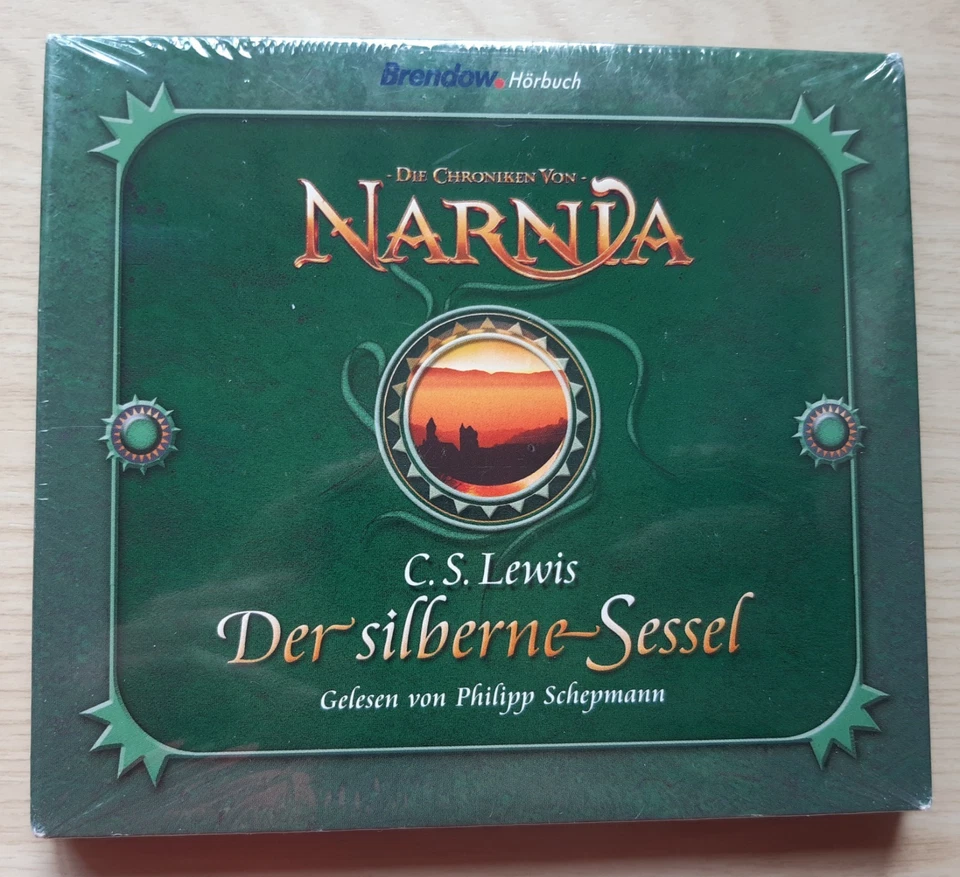 Brendow. Hörbuch
- DIE CHRONIKEN VON -
NARNIA
C. S. Lewis
Der silberne Sessel
Gelesen von Philipp Schepmann